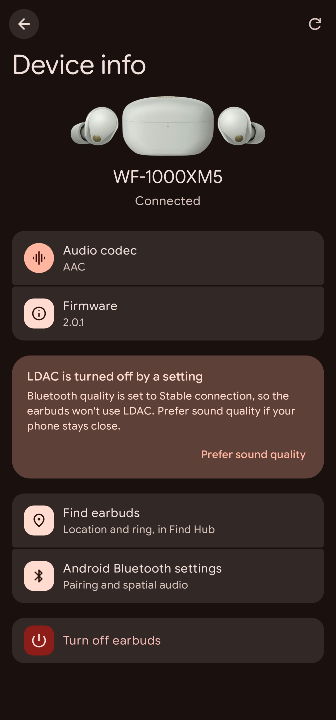 Device info
WF-1000XM5
Connected
Audio codec
AAC
Firmware
2.0.1
LDAC is turned off by a setting
Bluetooth quality is set to Stable connection, so the
earbuds won't use LDAC. Prefer sound quality if your
phone stays close.
Prefer sound quality
Find earbuds
Location and ring, in Find Hub
Android Bluetooth settings
Pairing and spatial audio
Turn off earbuds